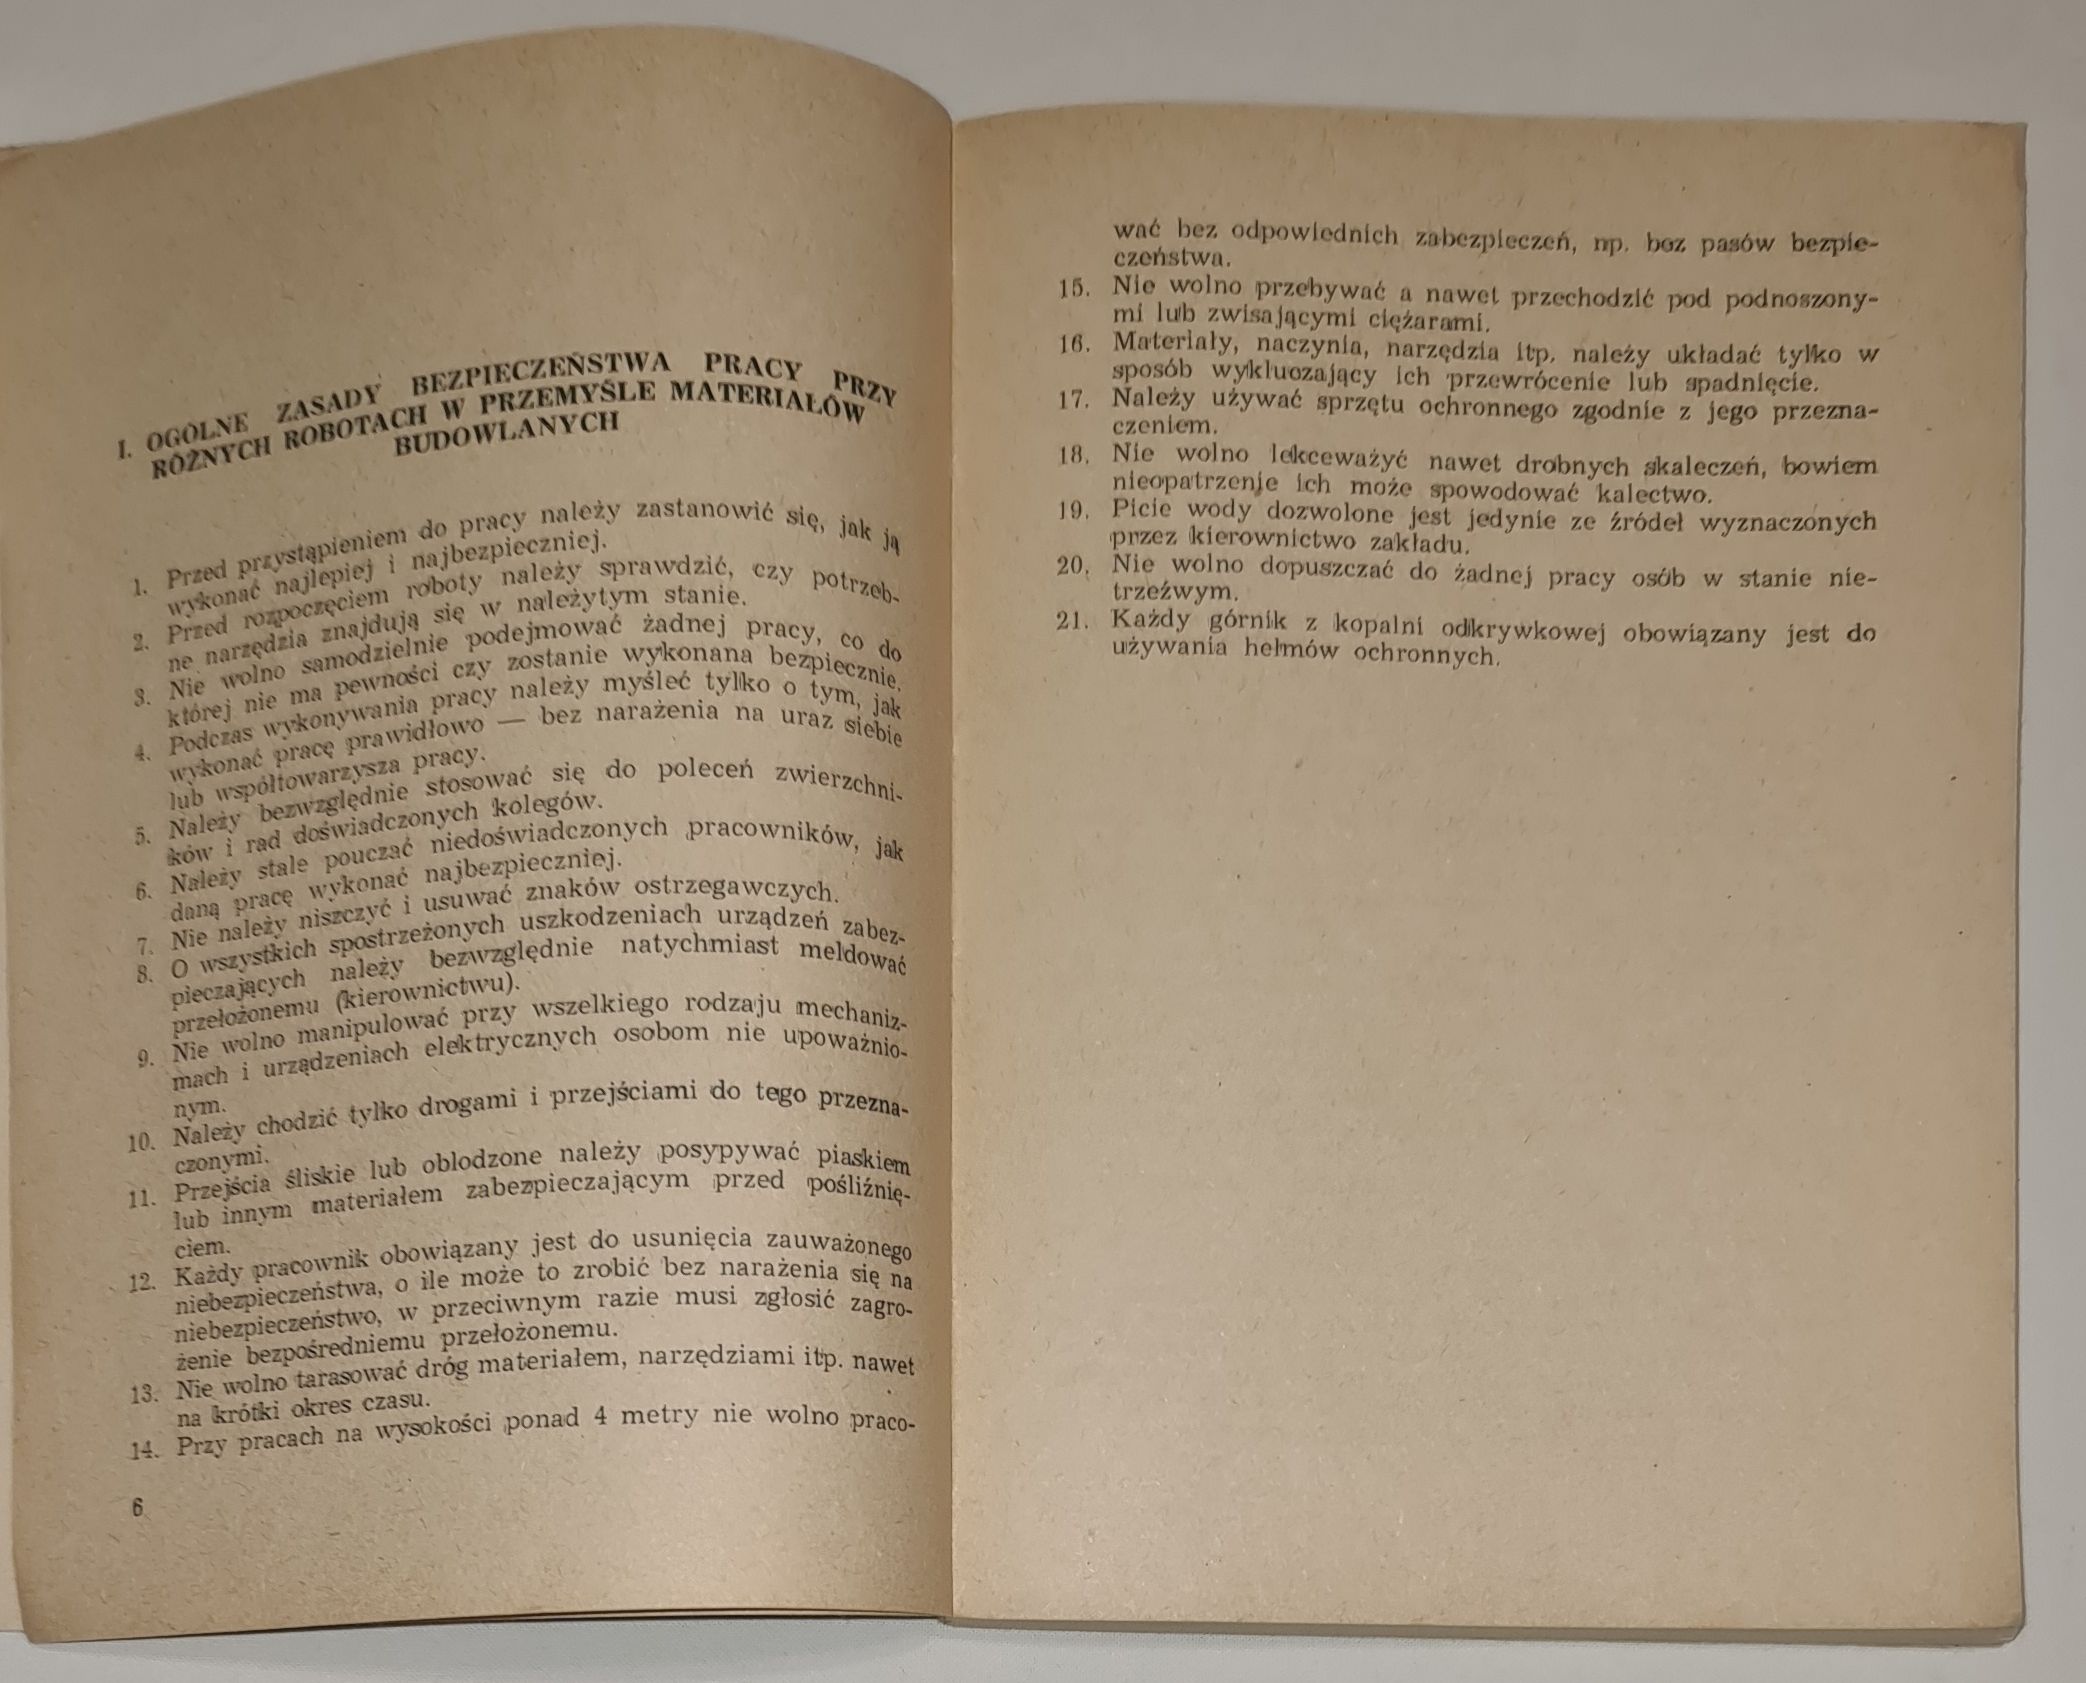 I. OGÓLNE ZASADY BEZPIECZEŃSTWA PRACY PRZY
RÓŻNYCH ROBOTACH W PRZEMYŚLE MATERIAŁÓW
BUDOWLANYCH
1. Przed przystąpieniem do pracy należy zastanowić się, jak ją
wykonać najlepiej i najbezpieczniej.
2. Przed rozpoczęciem roboty należy sprawdzić, czy potrzeb-
ne narzędzia znajdują się w należytym stanie.
3. Nie wolno samodzielnie podejmować żadnej pracy, co do
której nie ma pewności czy zostanie wykonana bezpiecznie.
4. Podczas wykonywania pracy należy myśleć tylko o tym, jak
wykonać pracę prawidłowo — bez narażenia na uraz siebie
lub współtowarzysza pracy.
5. Należy bezwzględnie stosować się do poleceń zwierzchni-
ków i rad doświadczonych kolegów.
6. Należy stale pouczać niedoświadczonych pracowników, jak
daną pracę wykonać najbezpieczniej.
7. Nie należy niszczyć i usuwać znaków ostrzegawczych.
8. O wszystkich spostrzeżonych uszkodzeniach urządzeń zabez-
pieczających należy bezwzględnie natychmiast meldować
przełożonemu (kierownictwu).
9. Nie wolno manipulować przy wszelkiego rodzaju mechaniz-
mach i urządzeniach elektrycznych osobom nie upoważnio-
nym.
10. Należy chodzić tylko drogami i przejściami do tego przezna-
czonymi.
11. Przejścia śliskie lub oblodzone należy posypywać piaskiem
lub innym materiałem zabezpieczającym przed pośliźnię-
ciem.
12. Każdy pracownik obowiązany jest do usunięcia zauważonego
niebezpieczeństwa, o ile może to zrobić bez narażenia się na
niebezpieczeństwo, w przeciwnym razie musi zgłosić zagro-
żenie bezpośredniemu przełożonemu.
13. Nie wolno tarasować dróg materiałem, narzędziami itp. nawet
na krótki okres czasu.
14. Przy pracach na wysokości ponad 4 metry nie wolno praco-
6
wać bez odpowiednich zabezpieczeń, np. bez pasów bezpie-
czeństwa.
15. Nie wolno przebywać a nawet przechodzić pod podnoszony-
mi lub zwisającymi ciężarami.
16. Materiały, naczynia, narzędzia itp. należy układać tylko w
sposób wykluczający ich przewrócenie lub spadnięcie.
17. Należy używać sprzętu ochronnego zgodnie z jego przezna-
czeniem.
18. Nie wolno lekceważyć nawet drobnych skaleczeń, bowiem
nieopatrzenie ich może spowodować kalectwo.
19. Picie wody dozwolone jest jedynie ze źródeł wyznaczonych
przez kierownictwo zakładu.
20. Nie wolno dopuszczać do żadnej pracy osób w stanie nie-
trzeźwym.
21. Każdy górnik z kopalni odkrywkowej obowiązany jest do
używania hełmów ochronnych.